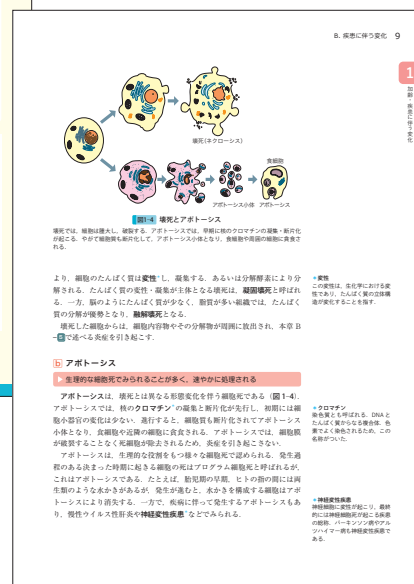 B. 疾患に伴う変化 9
1
加齢・疾患に伴う変化
壊死(ネクローシス)
食細胞
アポトーシス小体 アポトーシス
図1-4 壊死とアポトーシス
壊死では,細胞は膨大し,破裂する.アポトーシスでは,早期に核のクロマチンの凝集・断片化
が起こる.やがて細胞質も断片化して,アポトーシス小体となり,食細胞や周囲の細胞に貪食さ
れる.
より,細胞のたんぱく質は変性*し,凝集する.あるいは分解酵素により分
解される.たんぱく質の変性・凝集が主体となる壊死は,凝固壊死と呼ばれ
る.一方,脳のようにたんぱく質が少なく,脂質が多い組織では,たんぱく
質の分解が優勢となり,融解壊死となる.
壊死した細胞からは,細胞内容物やその分解物が周囲に放出され,本章 B
で述べる炎症を引き起こす.
*変性
この変性は,生化学における変
性であり,たんぱく質の立体構
造が変化することを指す.
b アポトーシス
生理的な細胞死でみられることが多く,速やかに処理される
アポトーシスは,壊死とは異なる形態変化を伴う細胞死である(図1-4).
アポトーシスでは,核のクロマチン*の凝集と断片化が先行し,初期には細
胞小器官の変化は少ない.進行すると,細胞質も断片化されてアポトーシス
小体となり,食細胞や近隣の細胞に貪食される.アポトーシスでは,細胞膜
が破裂することなく死細胞が除去されるため,炎症を引き起こさない.
アポトーシスは,生理的な役割をもつ様々な細胞死で認められる.発生過
程のある決まった時期に起きる細胞の死はプログラム細胞死と呼ばれるが,
これはアポトーシスである.たとえば,胎児期の早期,ヒトの指の間には両
生類のような水かきがあるが,発生が進むと,水かきを構成する細胞はアポ
トーシスにより消失する.一方で,疾病に伴って発生するアポトーシスもあ
り,慢性ウイルス性肝炎や神経変性疾患*などでみられる.
*クロマチン
染色質とも呼ばれる.DNAと
たんぱく質からなる複合体.色
素でよく染色されるため,この
名称がついた.
*神経変性疾患
神経細胞に変性が起こり,最終
的には神経細胞死が起こる疾患
の総称.パーキンソン病やアル
ツハイマー病も神経変性疾患で
ある.